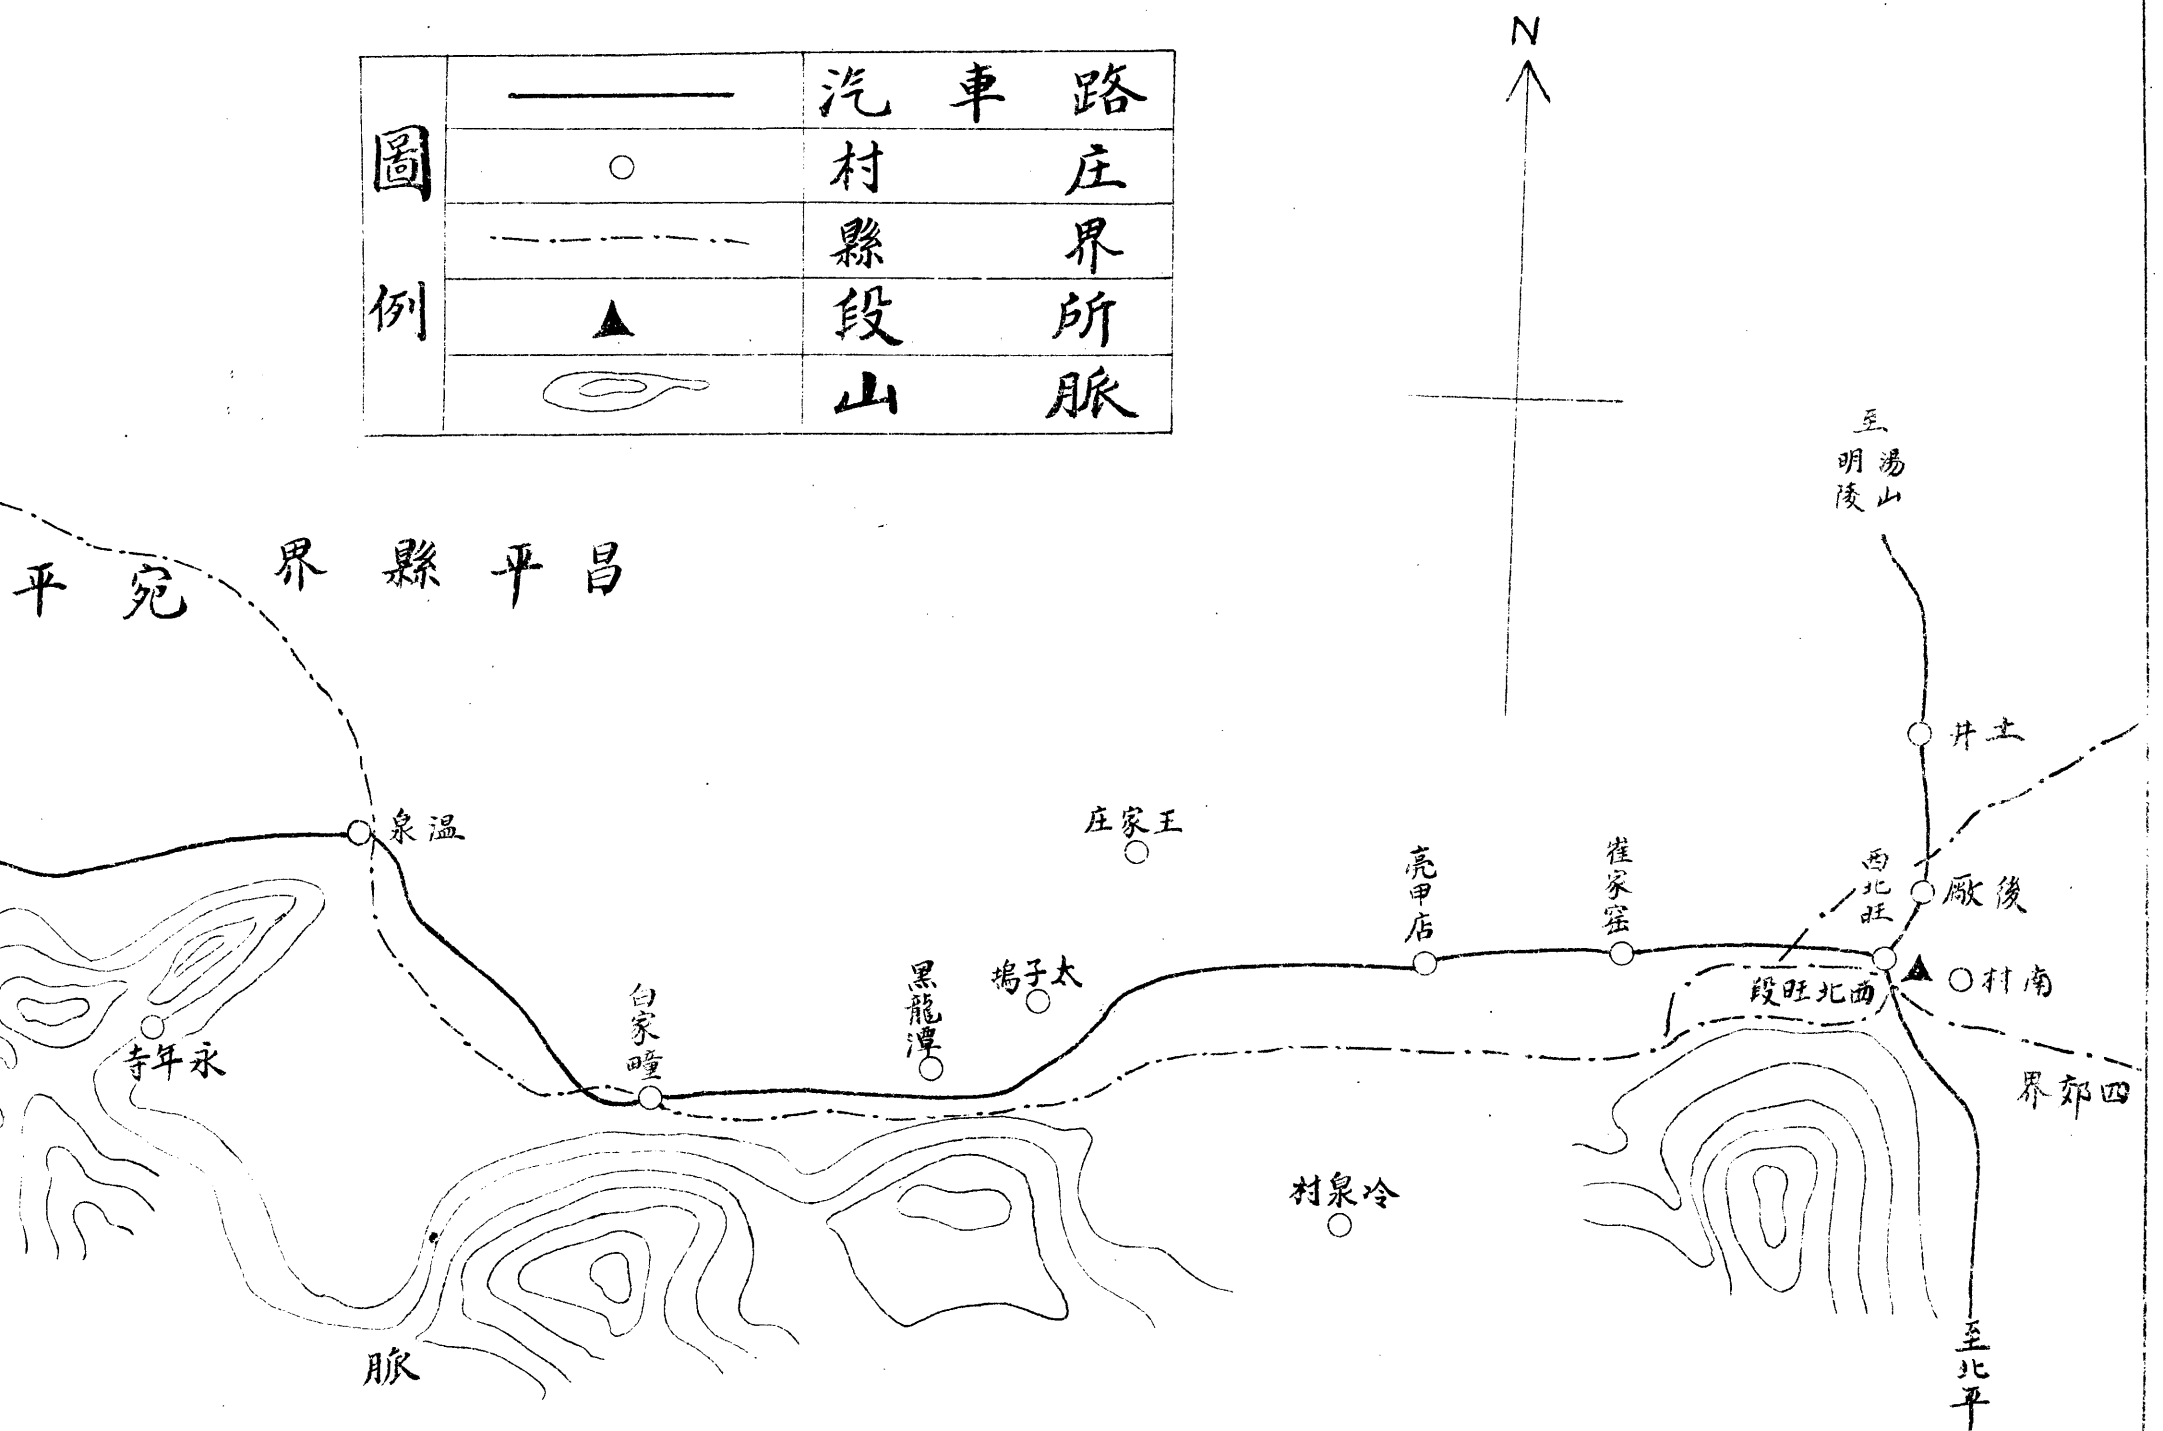 N
圖例
汽車路
村庄
縣界
段所
山脈
至
湯山
明陵
昌平縣界
宛平
土井
溫泉
王家庄
亮甲店
崔家窑
西北旺
後廠
太子塢
黑龍潭
白家疃
西北旺段
南村
永年寺
四郊界
冷泉村
脈
至北平